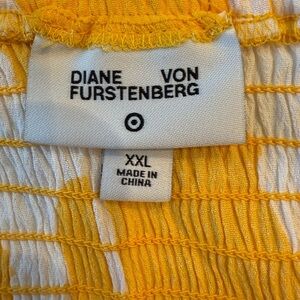 DIANE VON
FURSTENBERG
XXL
MADE IN
CHINA